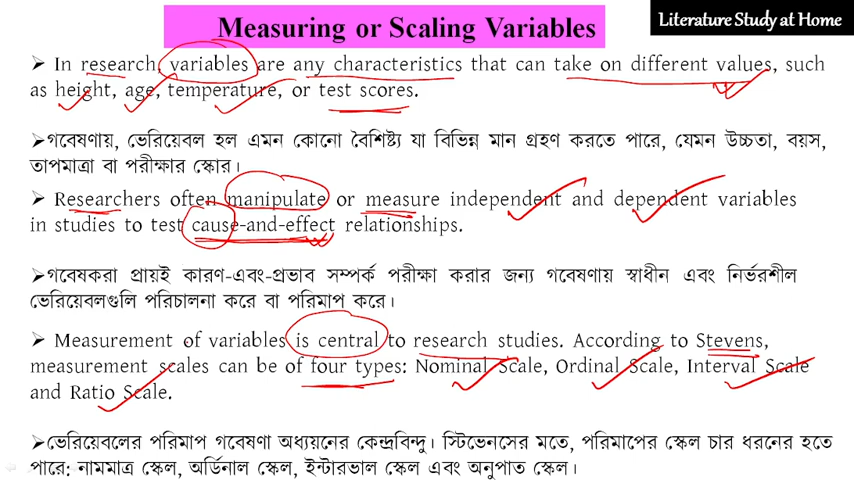 Measuring or Scaling Variables
Literature Study at Home
➢ In research, variables are any characteristics that can take on different values, such
as height, age, temperature, or test scores.
➢ গবেষণায়, ভেরিয়েবল হল এমন কোনো বৈশিষ্ট্য যা বিভিন্ন মান গ্রহণ করতে পারে, যেমন উচ্চতা, বয়স,
তাপমাত্রা বা পরীক্ষার স্কোর।
➢ Researchers often manipulate or measure independent and dependent variables
in studies to test cause-and-effect relationships.
➢ গবেষকরা প্রায়ই কারণ-এবং-প্রভাব সম্পর্ক পরীক্ষা করার জন্য গবেষণায় স্বাধীন এবং নির্ভরশীল
ভেরিয়েবলগুলি পরিচালনা করে বা পরিমাপ করে।
➢ Measurement of variables is central to research studies. According to Stevens,
measurement scales can be of four types: Nominal Scale, Ordinal Scale, Interval Scale
and Ratio Scale.
➢ ভেরিয়েবলের পরিমাপ গবেষণা অধ্যয়নের কেন্দ্রবিন্দু। স্টিভেনসের মতে, পরিমাপের স্কেল চার ধরনের হতে
পারে: নামমাত্র স্কেল, অর্ডিনাল স্কেল, ইন্টারভাল স্কেল এবং অনুপাত স্কেল।